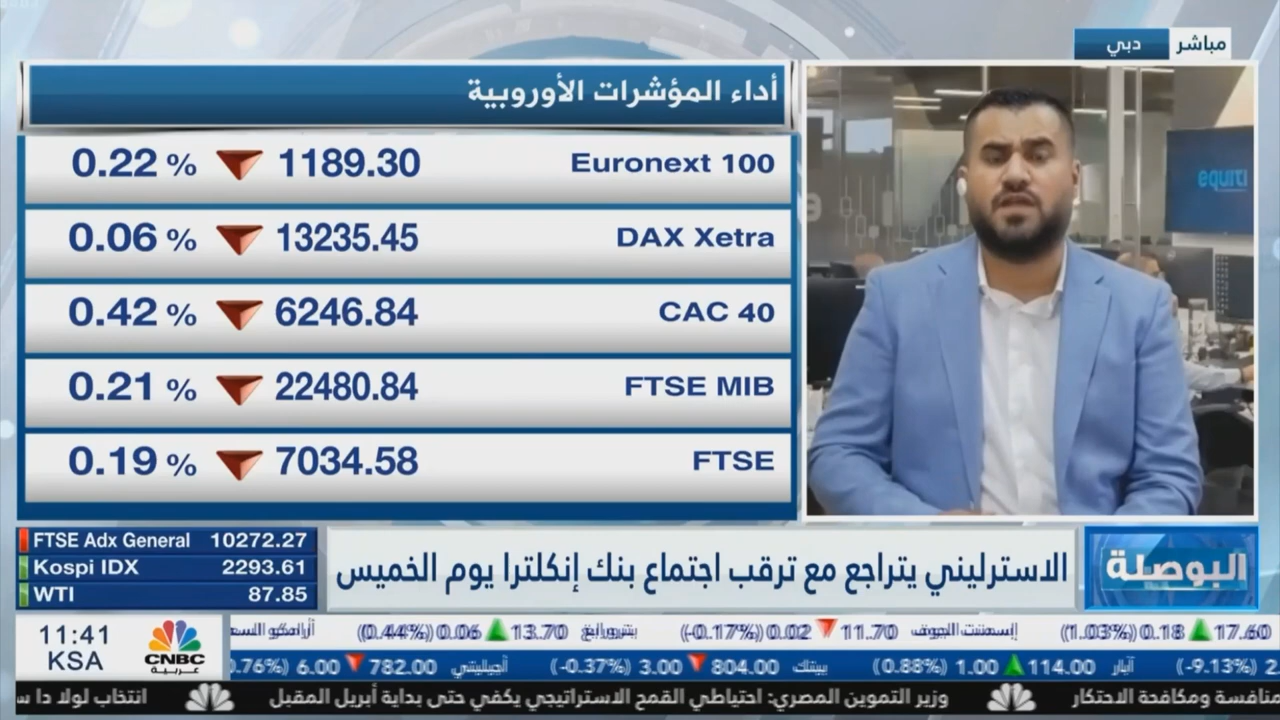 مباشر دبي
أداء المؤشرات الأوروبية
Euronext 100 1189.30 0.22 %
DAX Xetra 13235.45 0.06 %
CAC 40 6246.84 0.42 %
FTSE MIB 22480.84 0.21 %
FTSE 7034.58 0.19 %
equiti
البوصلة
الاسترليني يتراجع مع ترقب اجتماع بنك إنكلترا يوم الخميس
FTSE Adx General 10272.27
Kospi IDX 2293.61
WTI 87.85
17.60 0.18 (1.03%) إسمنت الجوف 11.70 0.02 (-0.17%) بترورابغ 13.70 0.06 (0.44%)
(-9.13%) أبار 114.00 1.00 (0.88%) بيتك 804.00 3.00 (-0.37%) أجيليتي 782.00 6.00
11:41
KSA
CNBC
عربية
ومكافحة الاحتكار وزير التموين المصري: احتياطي القمح الاستراتيجي يكفي حتى بداية أبريل المقبل انتخاب لولا دا